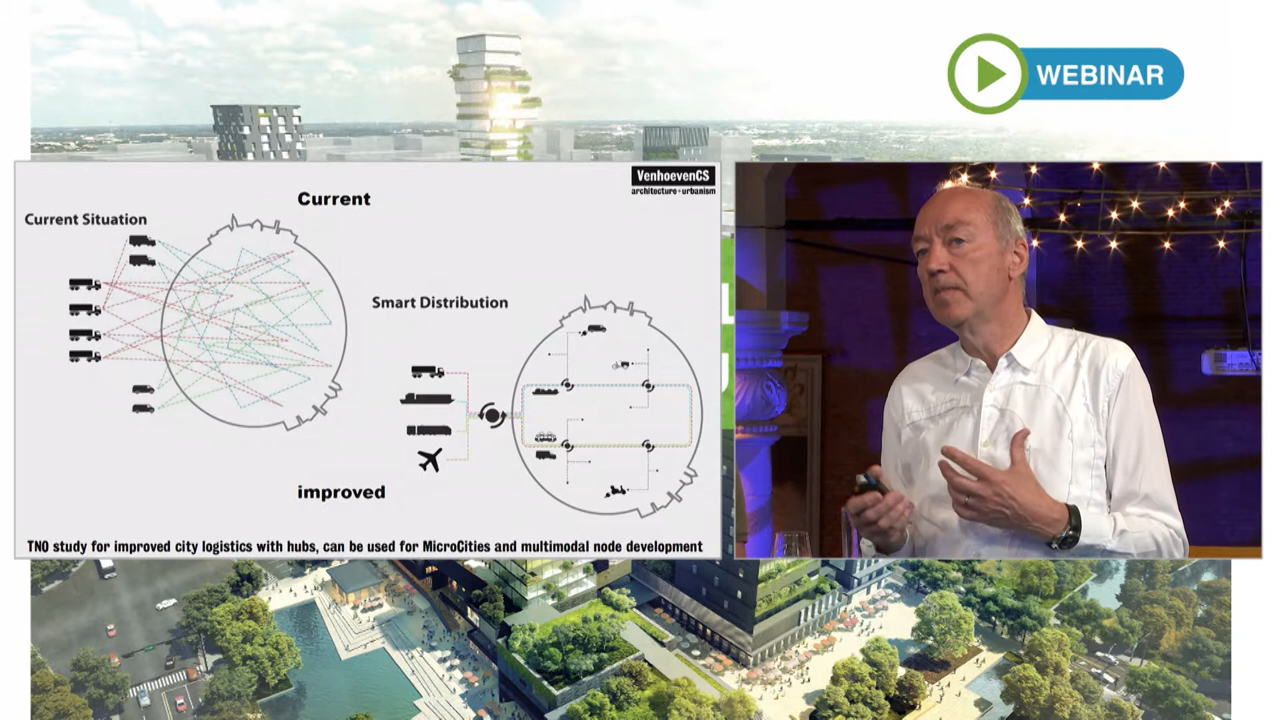 WEBINAR
VenhoevenCS
architecture+urbanism
Current
Current Situation
Smart Distribution
improved
TNO study for improved city logistics with hubs, can be used for MicroCities and multimodal node development